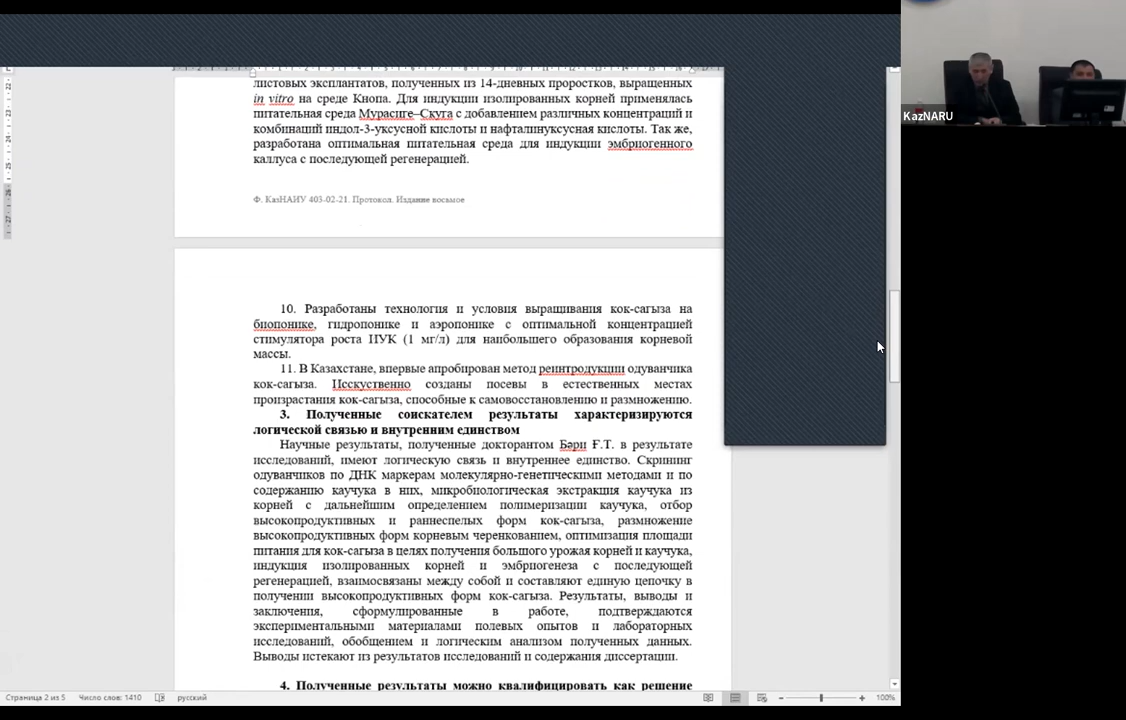 листовых эксплантатов, полученных из 14-дневных проростков, выращенных
in vitro на среде Кнопа. Для индукции изолированных корней применялась
питательная среда Мурасиге–Скуга с добавлением различных концентраций и
комбинаций индол-3-уксусной кислоты и нафталинуксусная кислоты. Так же,
разработана оптимальная питательная среда для индукции эмбриогенного
каллуса с последующей регенерацией.
Ф. КазНАИУ 403-02-21. Протокол. Издание восьмое
10. Разработаны технология и условия выращивания кок-сагыза на
биопонике, гидропонике и аэропонике с оптимальной концентрацией
стимулятора роста ИУК (1 мг/л) для наибольшего образования корневой
массы.
11. В Казахстане, впервые апробирован метод реинтродукции одуванчика
кок-сагыза. Исскуственно созданы посевы в естественных местах
произрастания кок-сагыза, способные к самовосстановлению и размножению.
3. Полученные соискателем результаты характеризируются
логической связью и внутренним единством
Научные результаты, полученные докторантом Бәри Ғ.Т. в результате
исследований, имеют логическую связь и внутреннее единство. Скрининг
одуванчиков по ДНК маркерам молекулярно-генетическими методами и по
содержанию каучука в них, микробиологическая экстракция каучука из
корней с дальнейшим определением полимеризации каучука, отбор
высокопродуктивных и раннеспелых форм кок-сагыза, размножение
высокопродуктивных форм корневым черенкованием, оптимизация площади
питания для кок-сагыза в целях получения большого урожая корней и каучука,
индукция изолированных корней и эмбриогенеза с последующей
регенерацией, взаимосвязаны между собой и составляют единую цепочку в
получении высокопродуктивных форм кок-сагыза. Результаты, выводы и
заключения, сформулированные в работе, подтверждаются
экспериментальными материалами полевых опытов и лабораторных
исследований, обобщением и логическим анализом полученных данных.
Выводы истекают из результатов исследований и содержания диссертации.
4. Полученные результаты можно квалифицировать как решение
Страница 2 из 5 Число слов: 1410 русский 100%
KazNARU